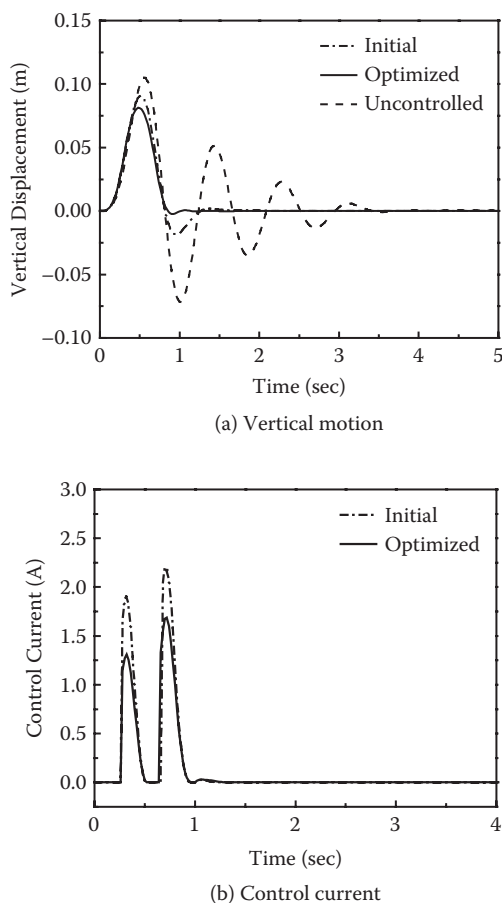 0.15
0.10
0.05
0.00
−0.05
−0.10
Vertical Displacement (m)
Initial
Optimized
Uncontrolled
0 1 2 3 4 5
Time (sec)
(a) Vertical motion
3.0
2.5
2.0
1.5
1.0
0.5
0.0
Control Current (A)
Initial
Optimized
0 1 2 3 4
Time (sec)
(b) Control current